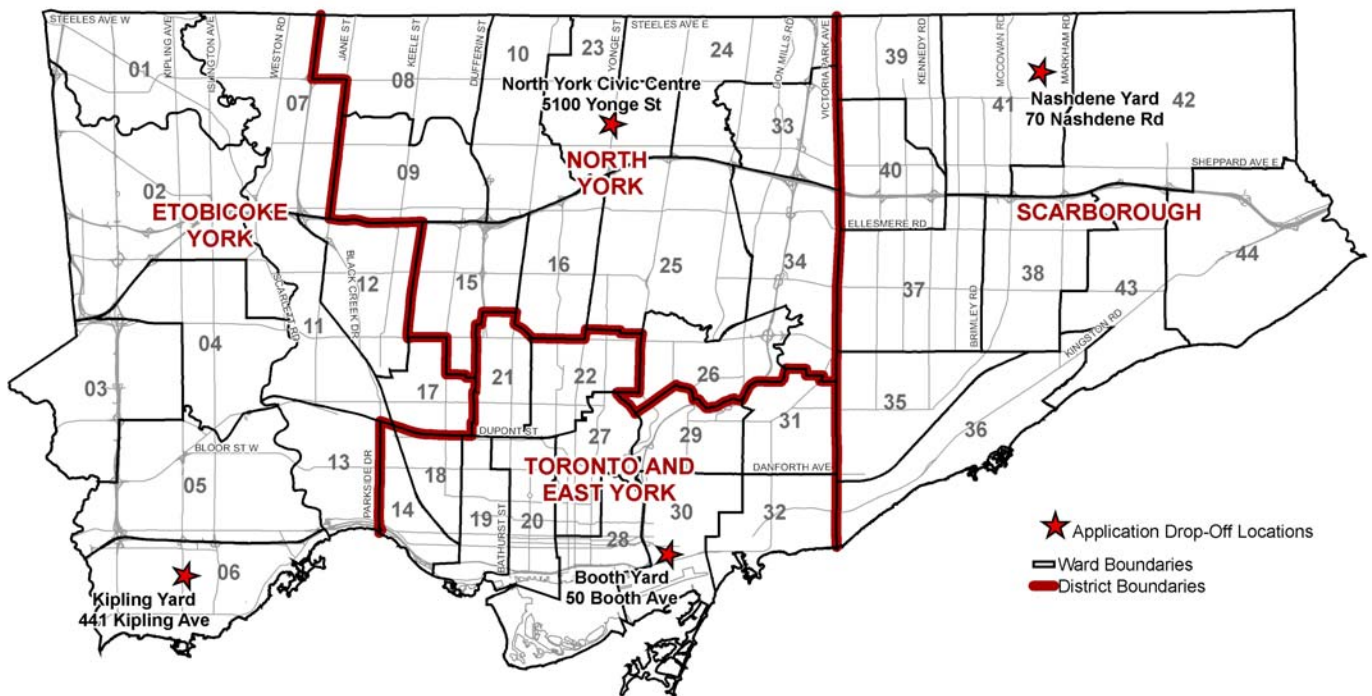 STEELES AVE W
KIPLING AVE
ISLINGTON AVE
WESTON RD
JANE ST
KEELE ST
DUFFERIN ST
YONGE ST
STEELES AVE E
DON MILLS RD
VICTORIA PARK AVE
KENNEDY RD
MCCOWAN RD
MARKHAM RD
01
07
08
10
23
24
39
41
42
North York Civic Centre
5100 Yonge St
Nashdene Yard
70 Nashdene Rd
33
02
09
NORTH
YORK
40
SHEPPARD AVE E
ETOBICOKE
YORK
ELLESMERE RD
SCARBOROUGH
SCARLETT RD
BLACK CREEK DR
12
15
16
25
34
37
38
43
44
BRIMLEY RD
KINGSTON RD
11
04
03
17
21
22
26
35
31
36
DUPONT ST
27
29
BLOOR ST W
05
13
PARKSIDE DR
18
TORONTO AND
EAST YORK
DANFORTH AVE
14
19
BATHURST ST
20
28
30
32
06
Kipling Yard
441 Kipling Ave
Booth Yard
50 Booth Ave
Application Drop-Off Locations
Ward Boundaries
District Boundaries